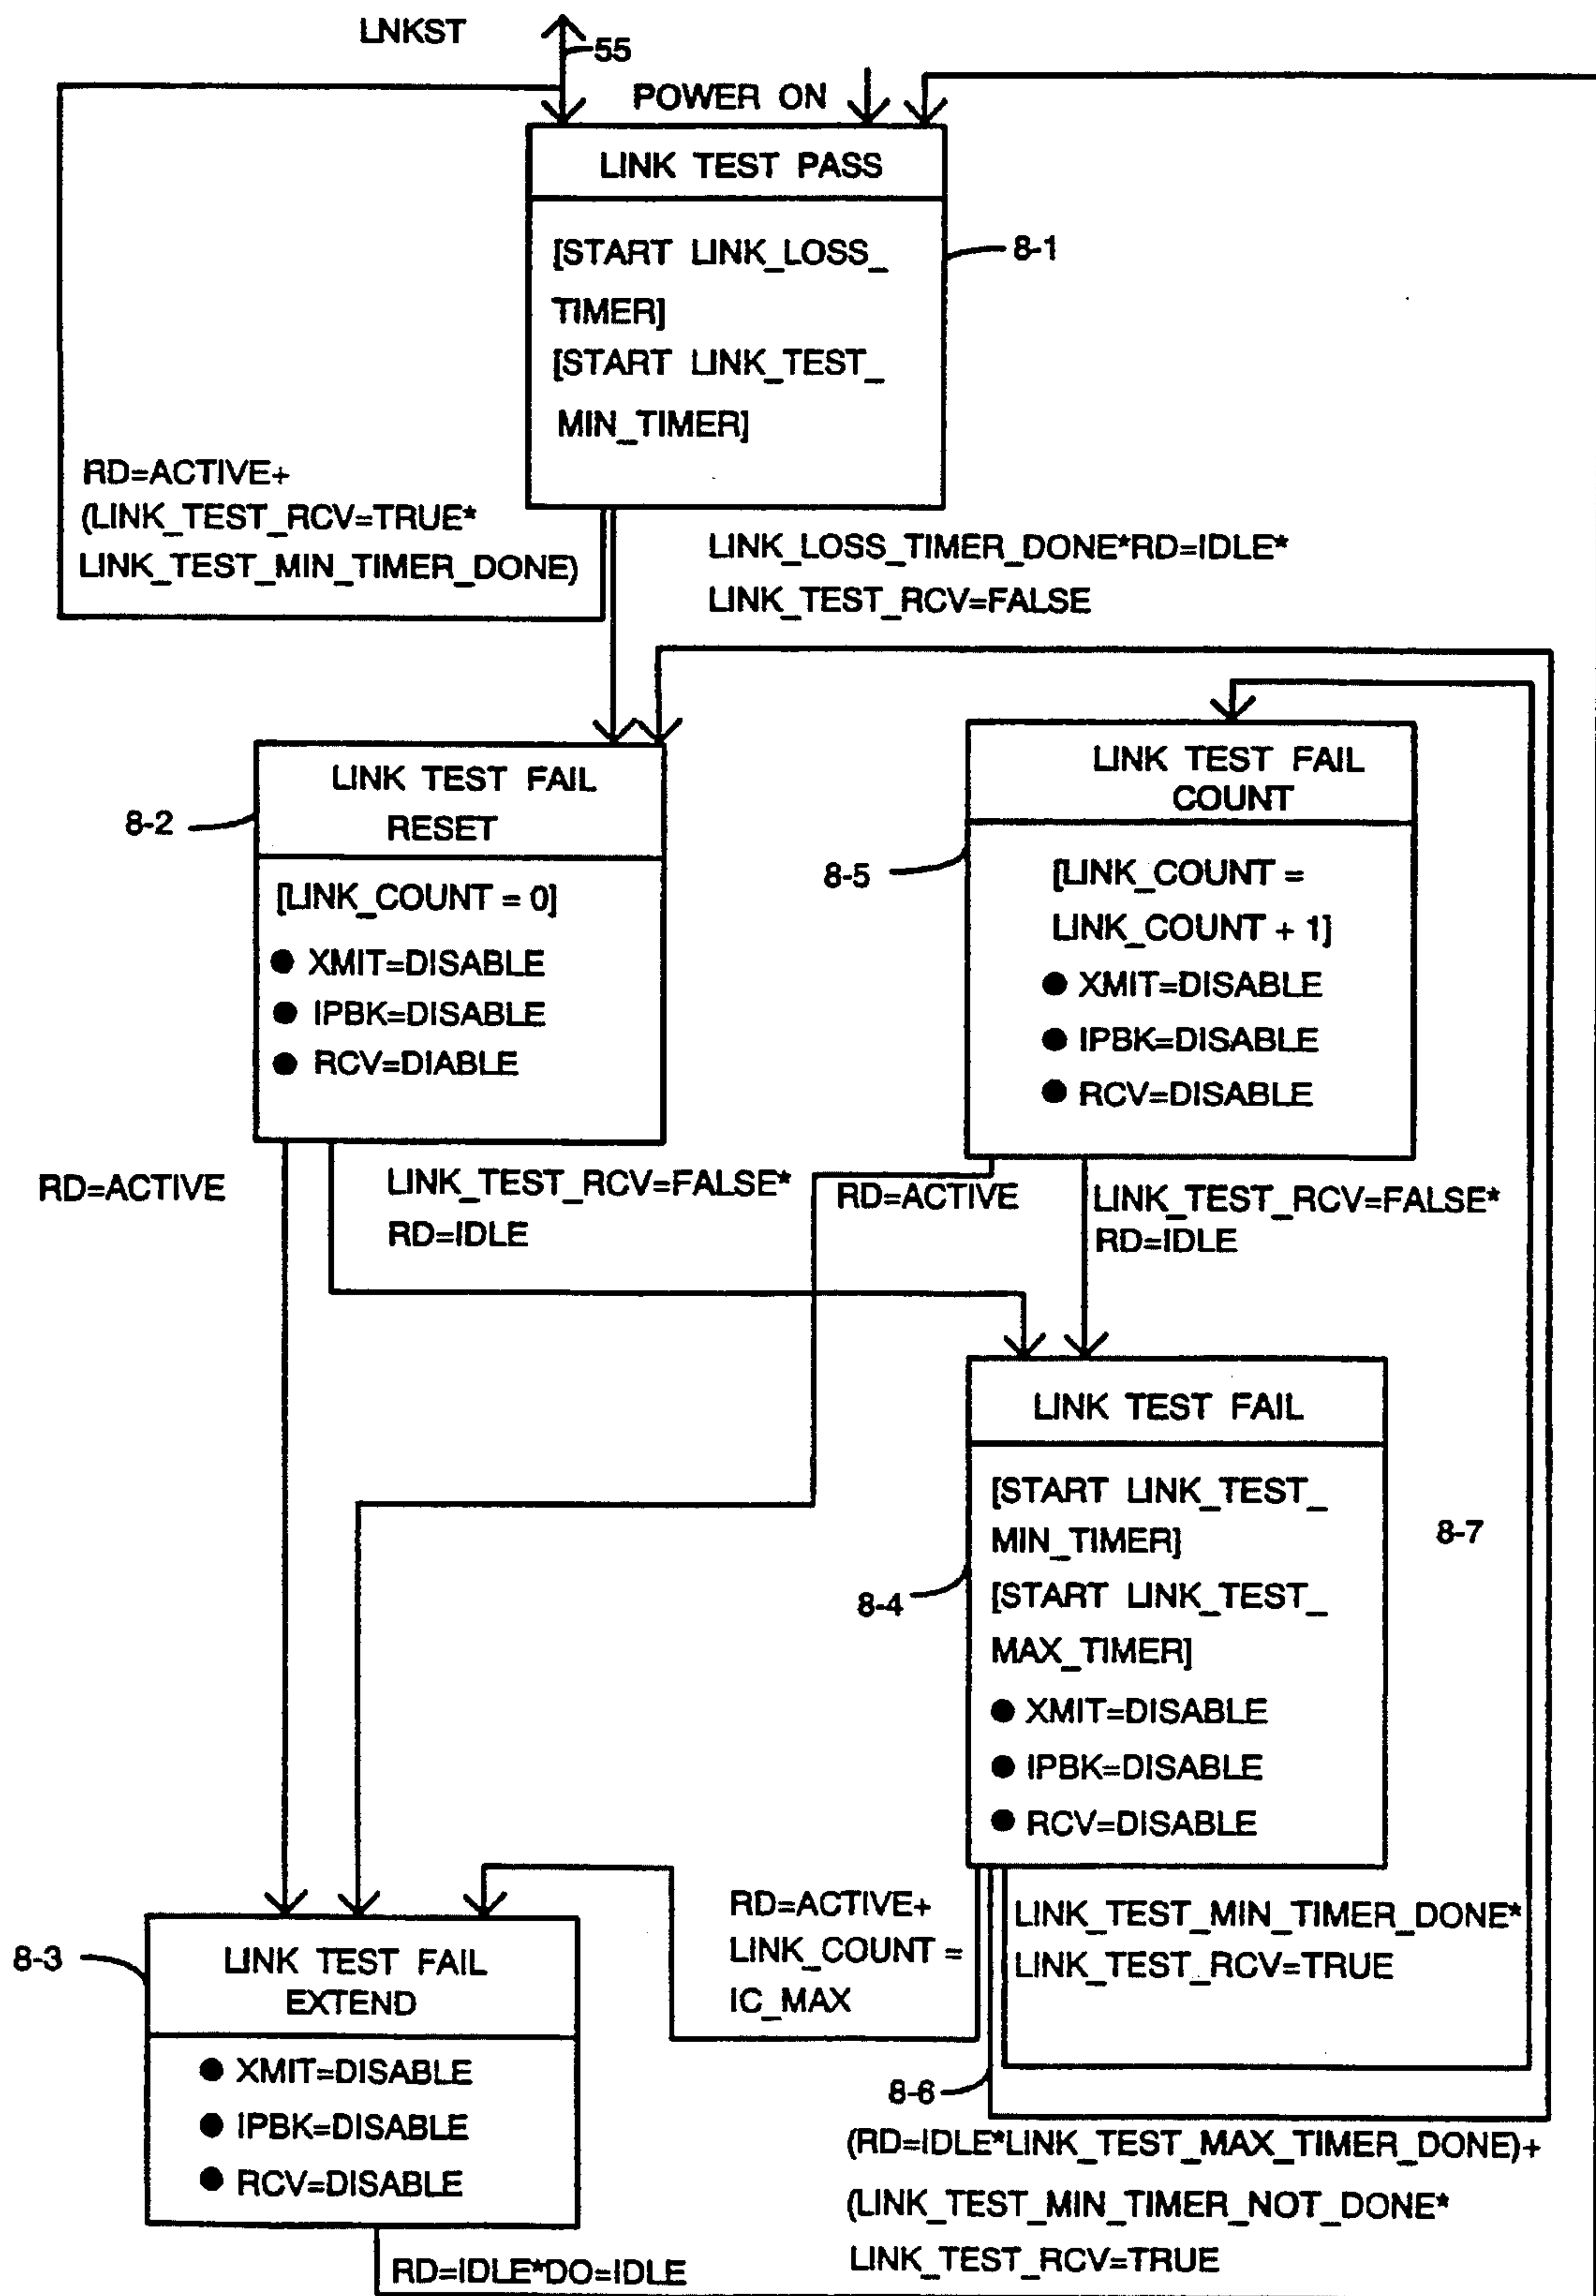 LNKST
55
POWER ON
LINK TEST PASS
[START LINK_LOSS_
TIMER]
[START LINK_TEST_
MIN_TIMER]
8-1
RD=ACTIVE+
(LINK_TEST_RCV=TRUE*
LINK_TEST_MIN_TIMER_DONE)
LINK_LOSS_TIMER_DONE*RD=IDLE*
LINK_TEST_RCV=FALSE
LINK TEST FAIL
RESET
8-2
[LINK_COUNT = 0]
● XMIT=DISABLE
● IPBK=DISABLE
● RCV=DIABLE
LINK TEST FAIL
COUNT
8-5
[LINK_COUNT =
LINK_COUNT + 1]
● XMIT=DISABLE
● IPBK=DISABLE
● RCV=DISABLE
RD=ACTIVE
LINK_TEST_RCV=FALSE*
RD=IDLE
RD=ACTIVE
LINK_TEST_RCV=FALSE*
RD=IDLE
LINK TEST FAIL
[START LINK_TEST_
MIN_TIMER]
[START LINK_TEST_
MAX_TIMER]
● XMIT=DISABLE
● IPBK=DISABLE
● RCV=DISABLE
8-4
8-7
RD=ACTIVE+
LINK_COUNT =
IC_MAX
LINK_TEST_MIN_TIMER_DONE*
LINK_TEST_RCV=TRUE
8-3
LINK TEST FAIL
EXTEND
● XMIT=DISABLE
● IPBK=DISABLE
● RCV=DISABLE
8-6
(RD=IDLE*LINK_TEST_MAX_TIMER_DONE)+
(LINK_TEST_MIN_TIMER_NOT_DONE*
LINK_TEST_RCV=TRUE
RD=IDLE*DO=IDLE